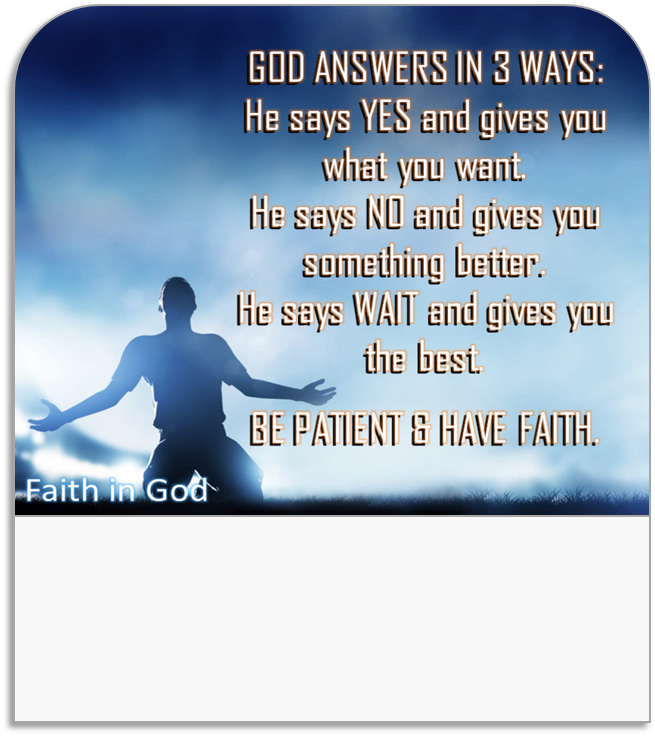 GOD ANSWERS IN 3 WAYS:
He says YES and gives you
what you want.
He says NO and gives you
something better.
He says WAIT and gives you
the best.
BE PATIENT & HAVE FAITH.
Faith in God